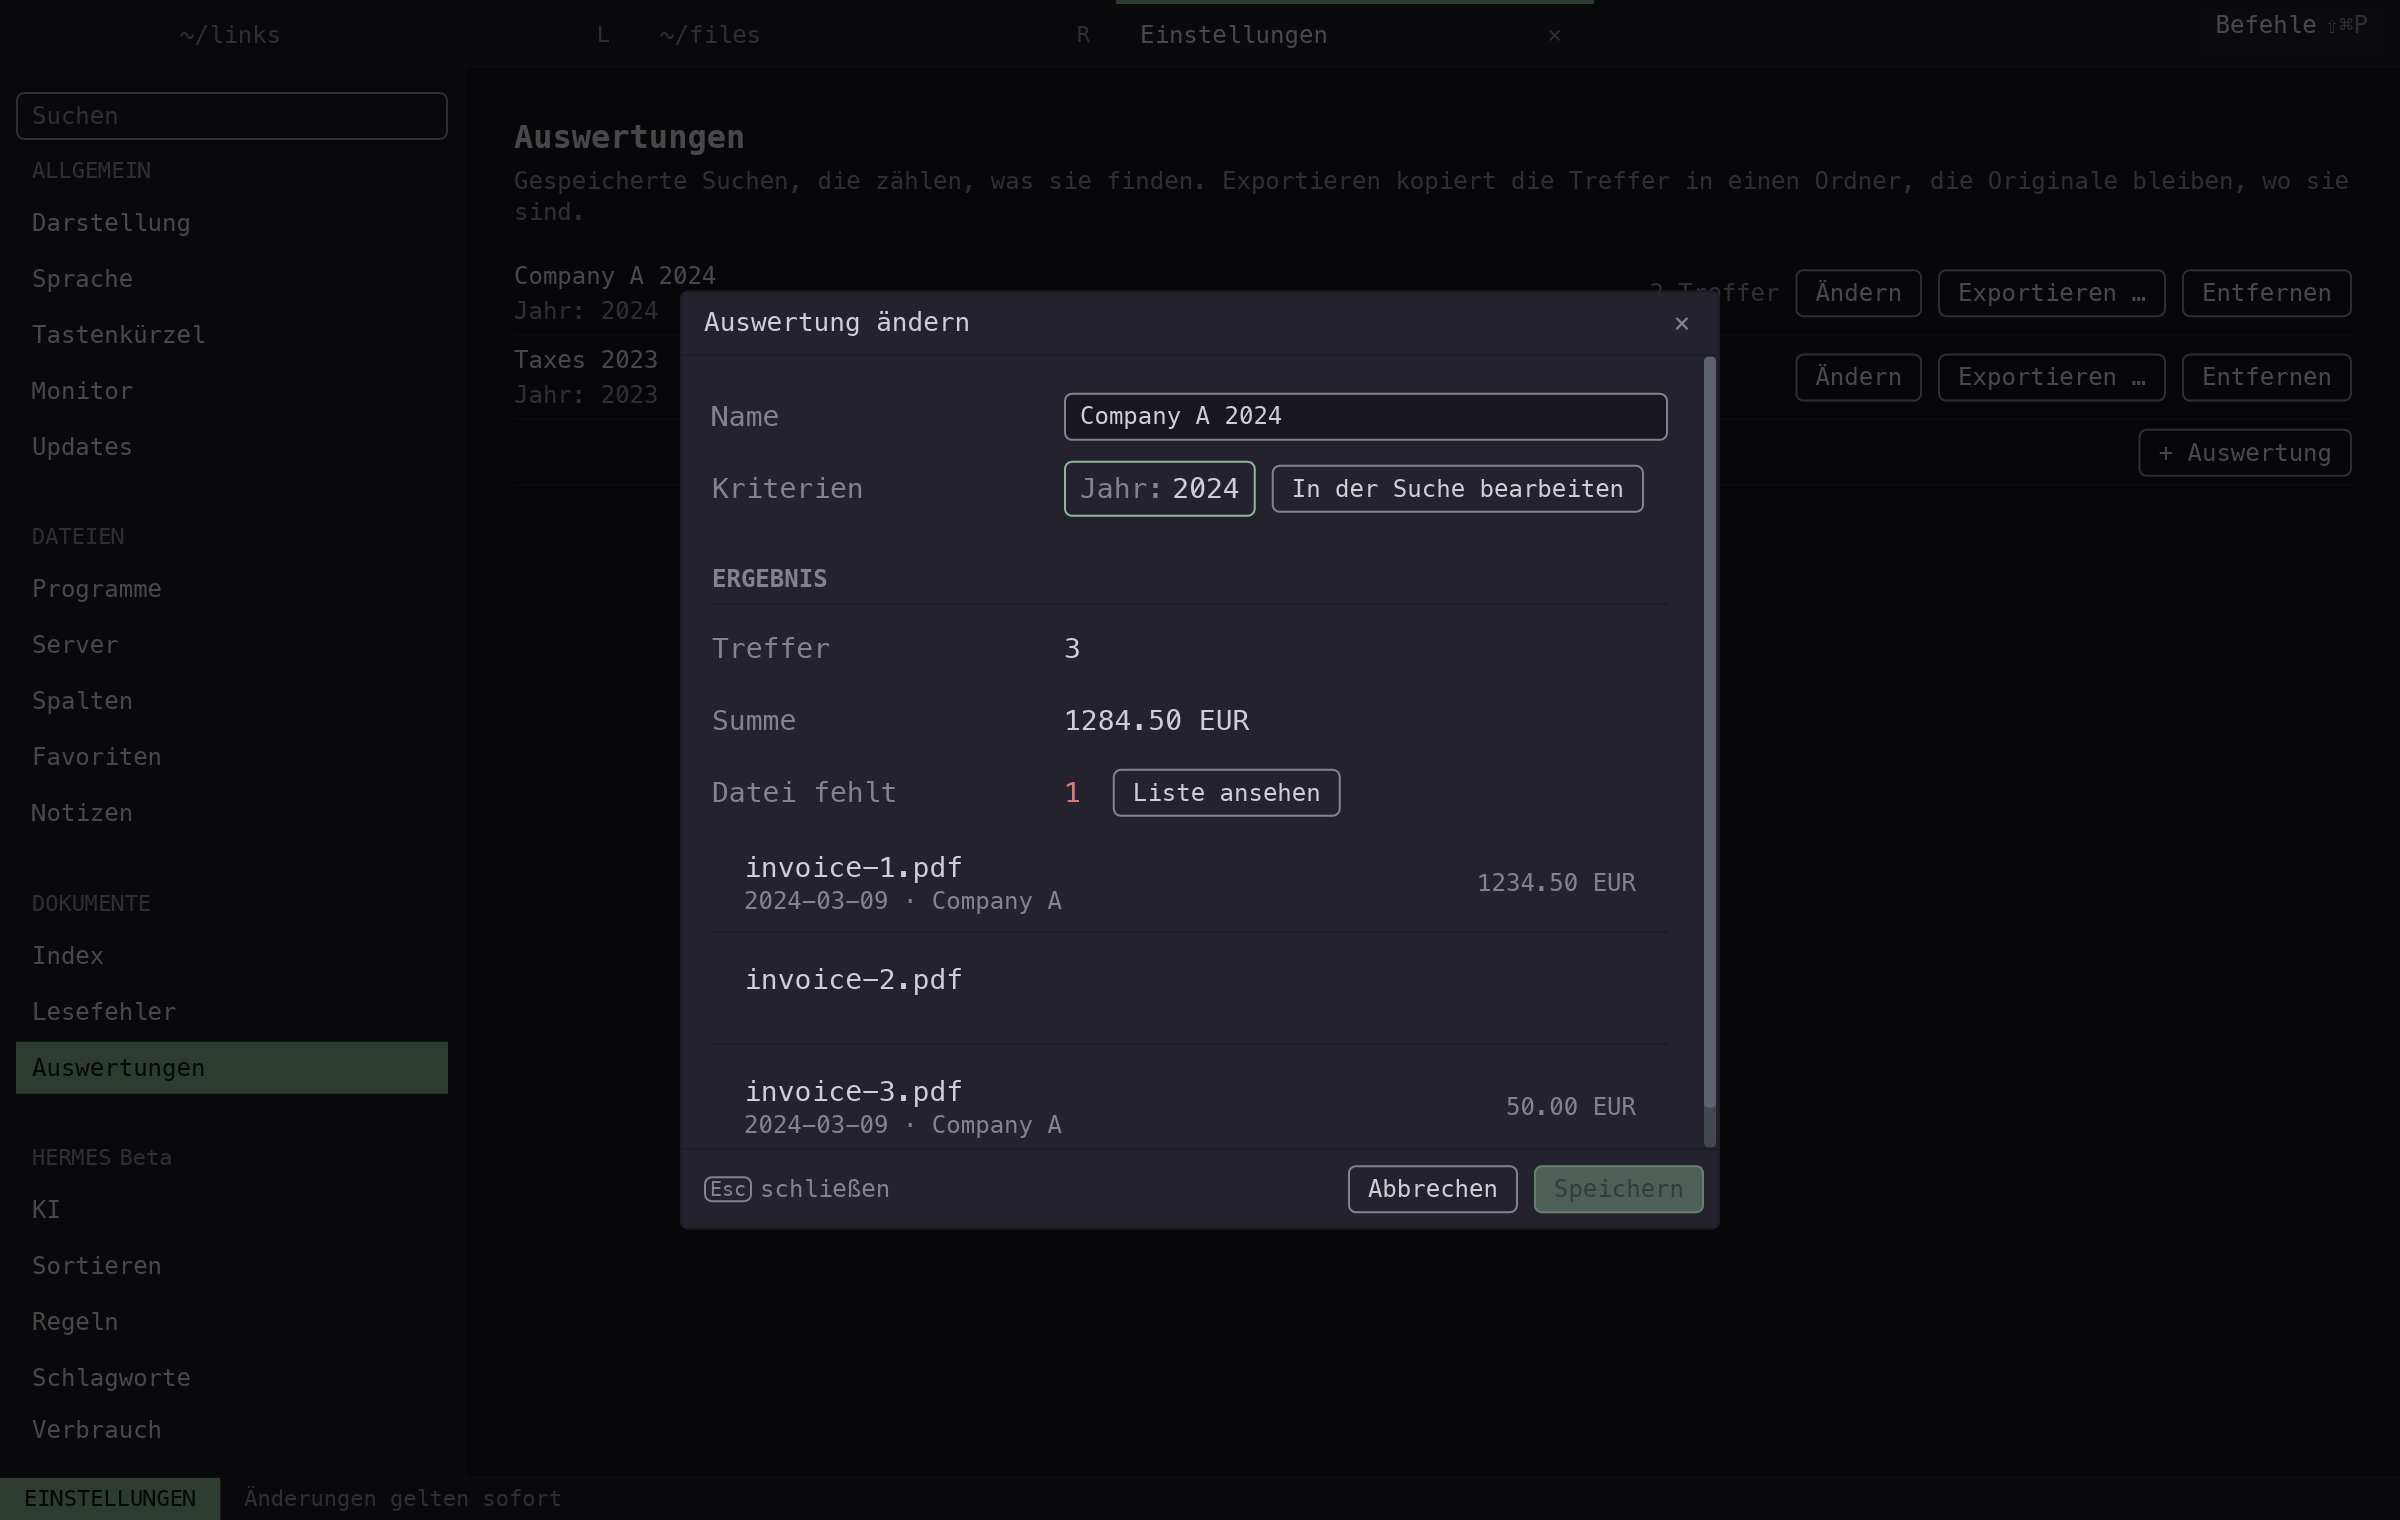 ~/links L ~/files R Einstellungen × Befehle ⇧⌘P
Suchen
ALLGEMEIN
Darstellung
Sprache
Tastenkürzel
Monitor
Updates
DATEIEN
Programme
Server
Spalten
Favoriten
Notizen
DOKUMENTE
Index
Lesefehler
Auswertungen
HERMES Beta
KI
Sortieren
Regeln
Schlagworte
Verbrauch
Auswertungen
Gespeicherte Suchen, die zählen, was sie finden. Exportieren kopiert die Treffer in einen Ordner, die Originale bleiben, wo sie
sind.
Company A 2024
Jahr: 2024
Treffer Ändern Exportieren … Entfernen
Taxes 2023
Jahr: 2023
Ändern Exportieren … Entfernen
+ Auswertung
Auswertung ändern ×
Name Company A 2024
Kriterien Jahr: 2024 In der Suche bearbeiten
ERGEBNIS
Treffer 3
Summe 1284.50 EUR
Datei fehlt 1 Liste ansehen
invoice-1.pdf
2024-03-09 · Company A 1234.50 EUR
invoice-2.pdf
invoice-3.pdf
2024-03-09 · Company A 50.00 EUR
Esc schließen Abbrechen Speichern
EINSTELLUNGEN Änderungen gelten sofort